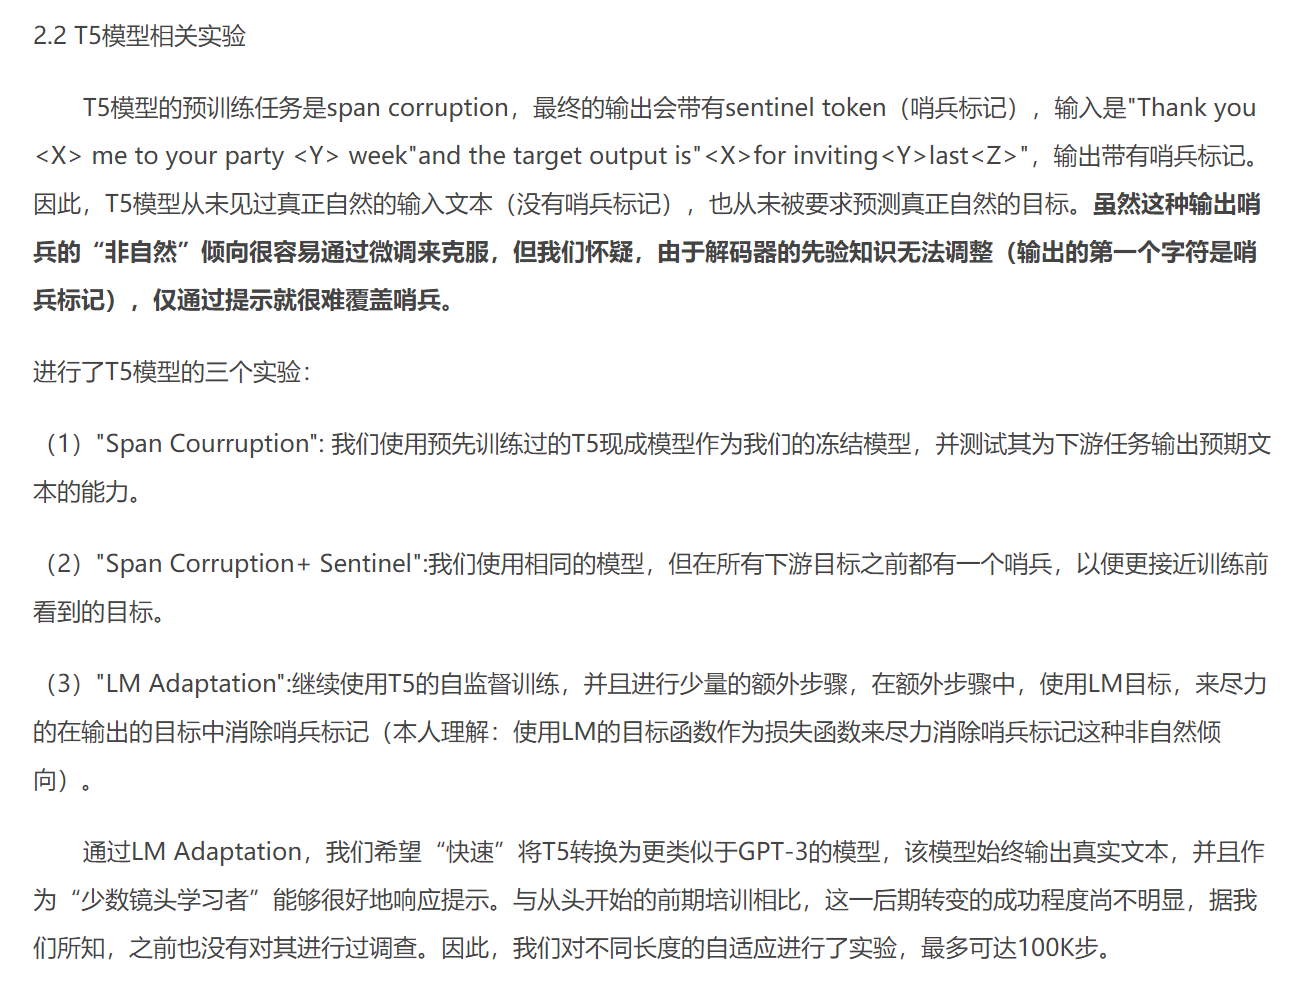 2.2 T5模型相关实验
T5模型的预训练任务是span corruption，最终的输出会带有sentinel token（哨兵标记），输入是"Thank you
<X> me to your party <Y> week"and the target output is"<X>for inviting<Y>last<Z>"，输出带有哨兵标记。
因此，T5模型从未见过真正自然的输入文本（没有哨兵标记），也从未被要求预测真正自然的目标。虽然这种输出哨
兵的“非自然”倾向很容易通过微调来克服，但我们怀疑，由于解码器的先验知识无法调整（输出的第一个字符是哨
兵标记），仅通过提示就很难覆盖哨兵。
进行了T5模型的三个实验：
（1）"Span Courruption": 我们使用预先训练过的T5现成模型作为我们的冻结模型，并测试其为下游任务输出预期文
本的能力。
（2）"Span Corruption+ Sentinel":我们使用相同的模型，但在所有下游目标之前都有一个哨兵，以便更接近训练前
看到的目标。
（3）"LM Adaptation":继续使用T5的自监督训练，并且进行少量的额外步骤，在额外步骤中，使用LM目标，来尽力
的在输出的目标中消除哨兵标记（本人理解：使用LM的目标函数作为损失函数来尽力消除哨兵标记这种非自然倾
向）。
通过LM Adaptation，我们希望“快速”将T5转换为更类似于GPT-3的模型，该模型始终输出真实文本，并且作
为“少数镜头学习者”能够很好地响应提示。与从头开始的前期培训相比，这一后期转变的成功程度尚不明显，据我
们所知，之前也没有对其进行过调查。因此，我们对不同长度的自适应进行了实验，最多可达100K步。